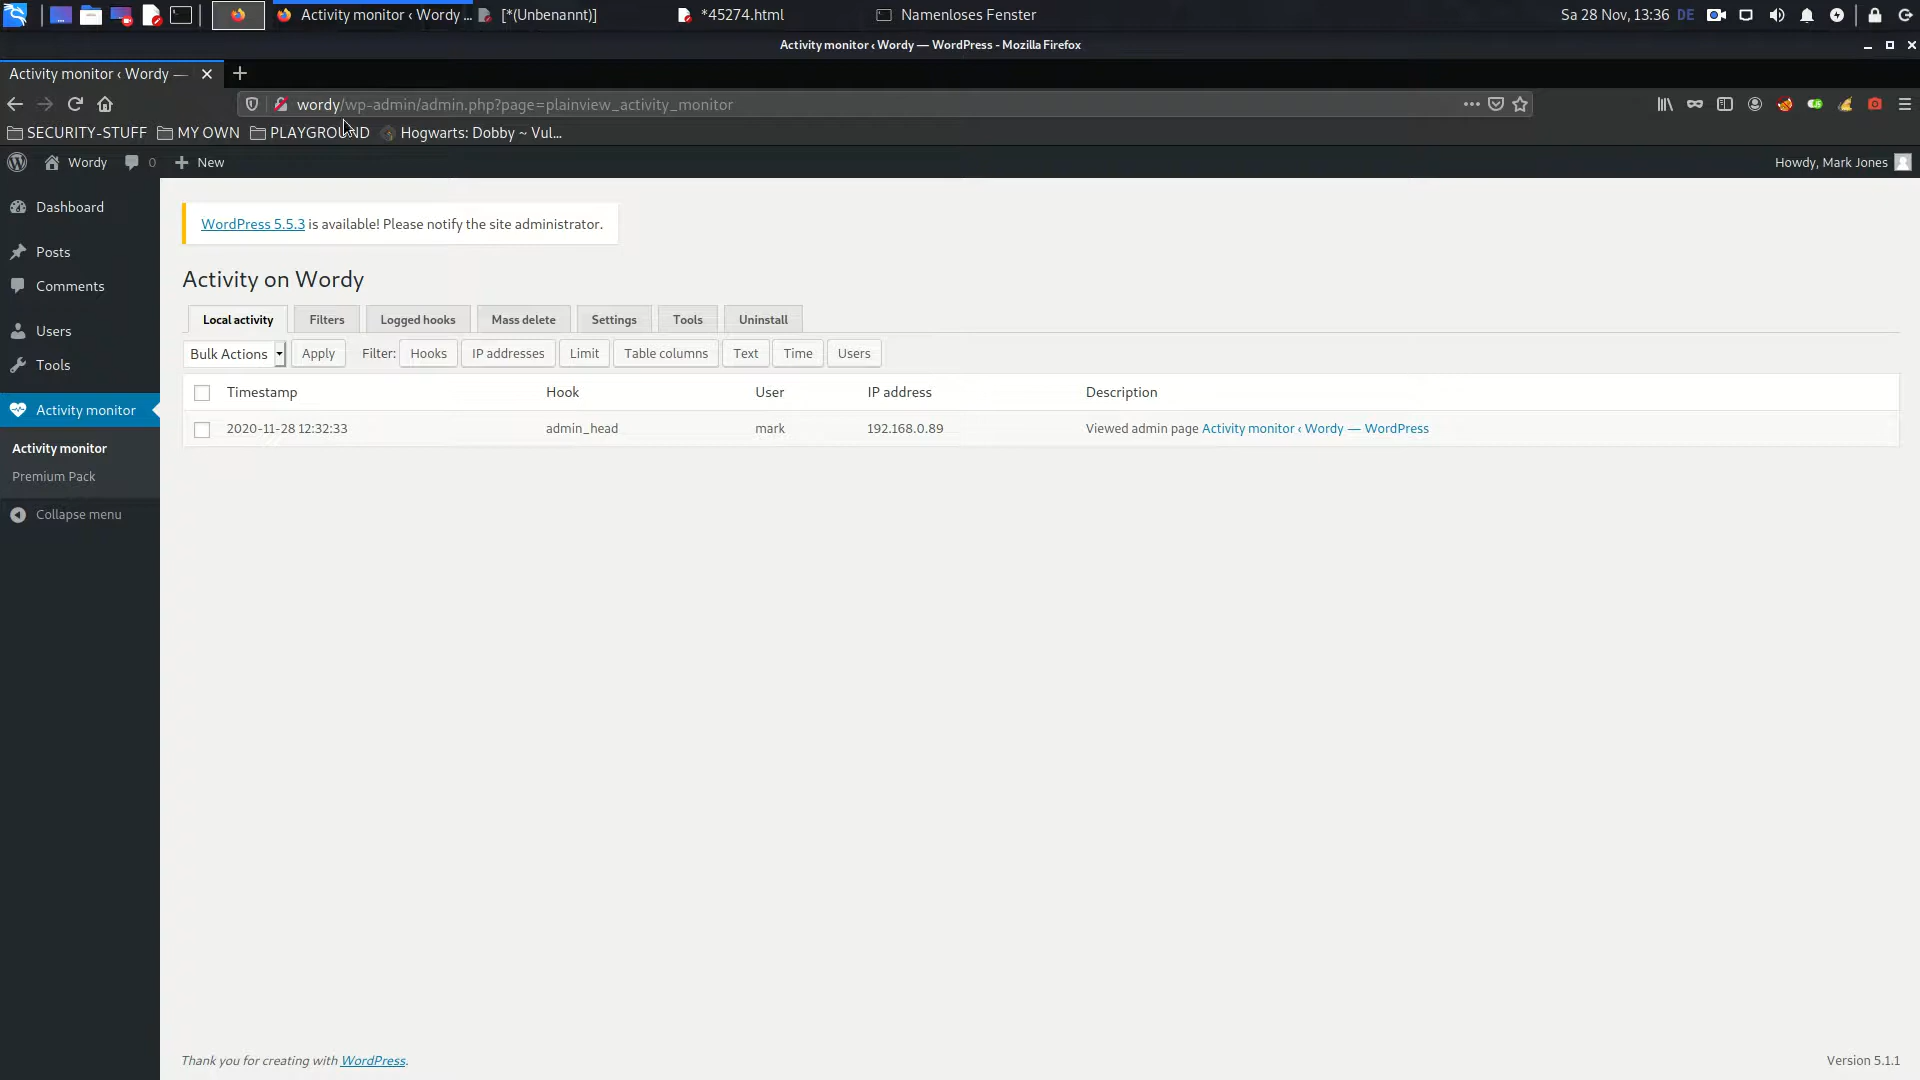 Activity monitor ‹ Wordy ...
[*(Unbenannt)]
*45274.html
Namenloses Fenster
Sa 28 Nov, 13:36
DE
Activity monitor ‹ Wordy — WordPress - Mozilla Firefox
Activity monitor ‹ Wordy —
wordy/wp-admin/admin.php?page=plainview_activity_monitor
SECURITY-STUFF
MY OWN
PLAYGROUND
Hogwarts: Dobby ~ Vul...
Wordy
0
New
Howdy, Mark Jones
Dashboard
Posts
Comments
Users
Tools
Activity monitor
Activity monitor
Premium Pack
Collapse menu
WordPress 5.5.3 is available! Please notify the site administrator.
Activity on Wordy
Local activity
Filters
Logged hooks
Mass delete
Settings
Tools
Uninstall
Bulk Actions
Apply
Filter:
Hooks
IP addresses
Limit
Table columns
Text
Time
Users
Timestamp Hook User IP address Description
2020-11-28 12:32:33 admin_head mark 192.168.0.89 Viewed admin page Activity monitor ‹ Wordy — WordPress
Thank you for creating with WordPress.
Version 5.1.1